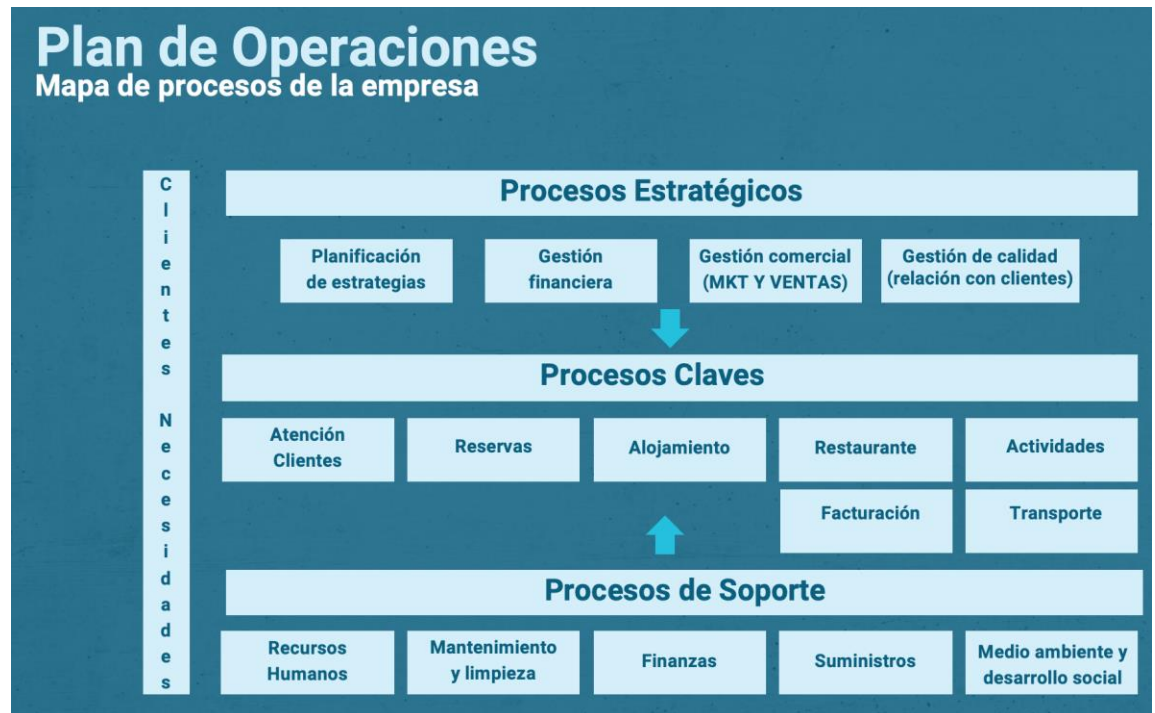 Plan de Operaciones
Mapa de procesos de la empresa
Clientes Necesidades
Procesos Estratégicos
Planificación
de estrategias
Gestión
financiera
Gestión comercial
(MKT Y VENTAS)
Gestión de calidad
(relación con clientes)
Procesos Claves
Atención
Clientes
Reservas
Alojamiento
Restaurante
Actividades
Facturación
Transporte
Procesos de Soporte
Recursos
Humanos
Mantenimiento
y limpieza
Finanzas
Suministros
Medio ambiente y
desarrollo social